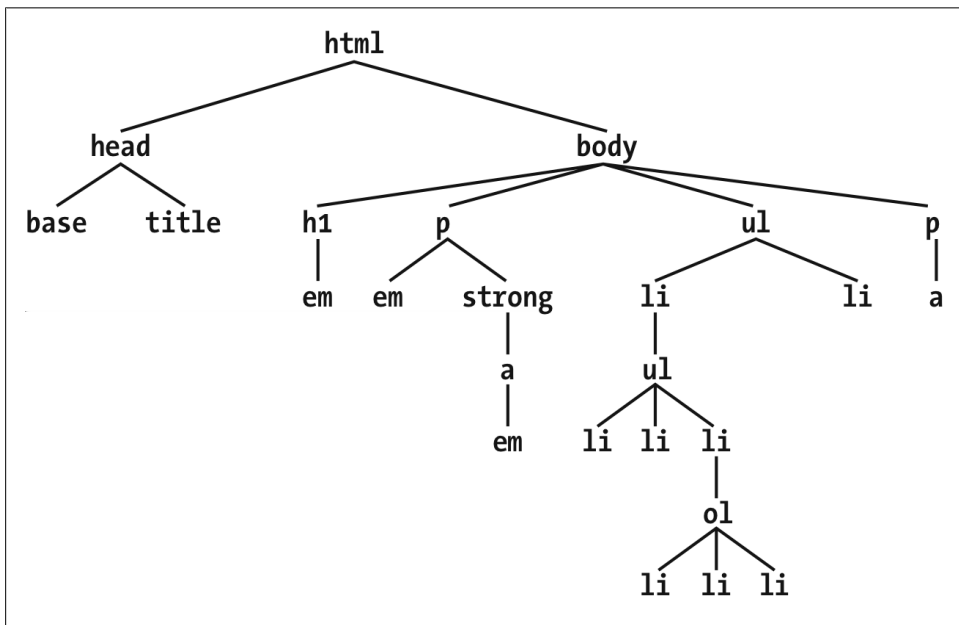 html
head body
base title h1 p ul p
em em strong li li a
a ul
em li li li
ol
li li li